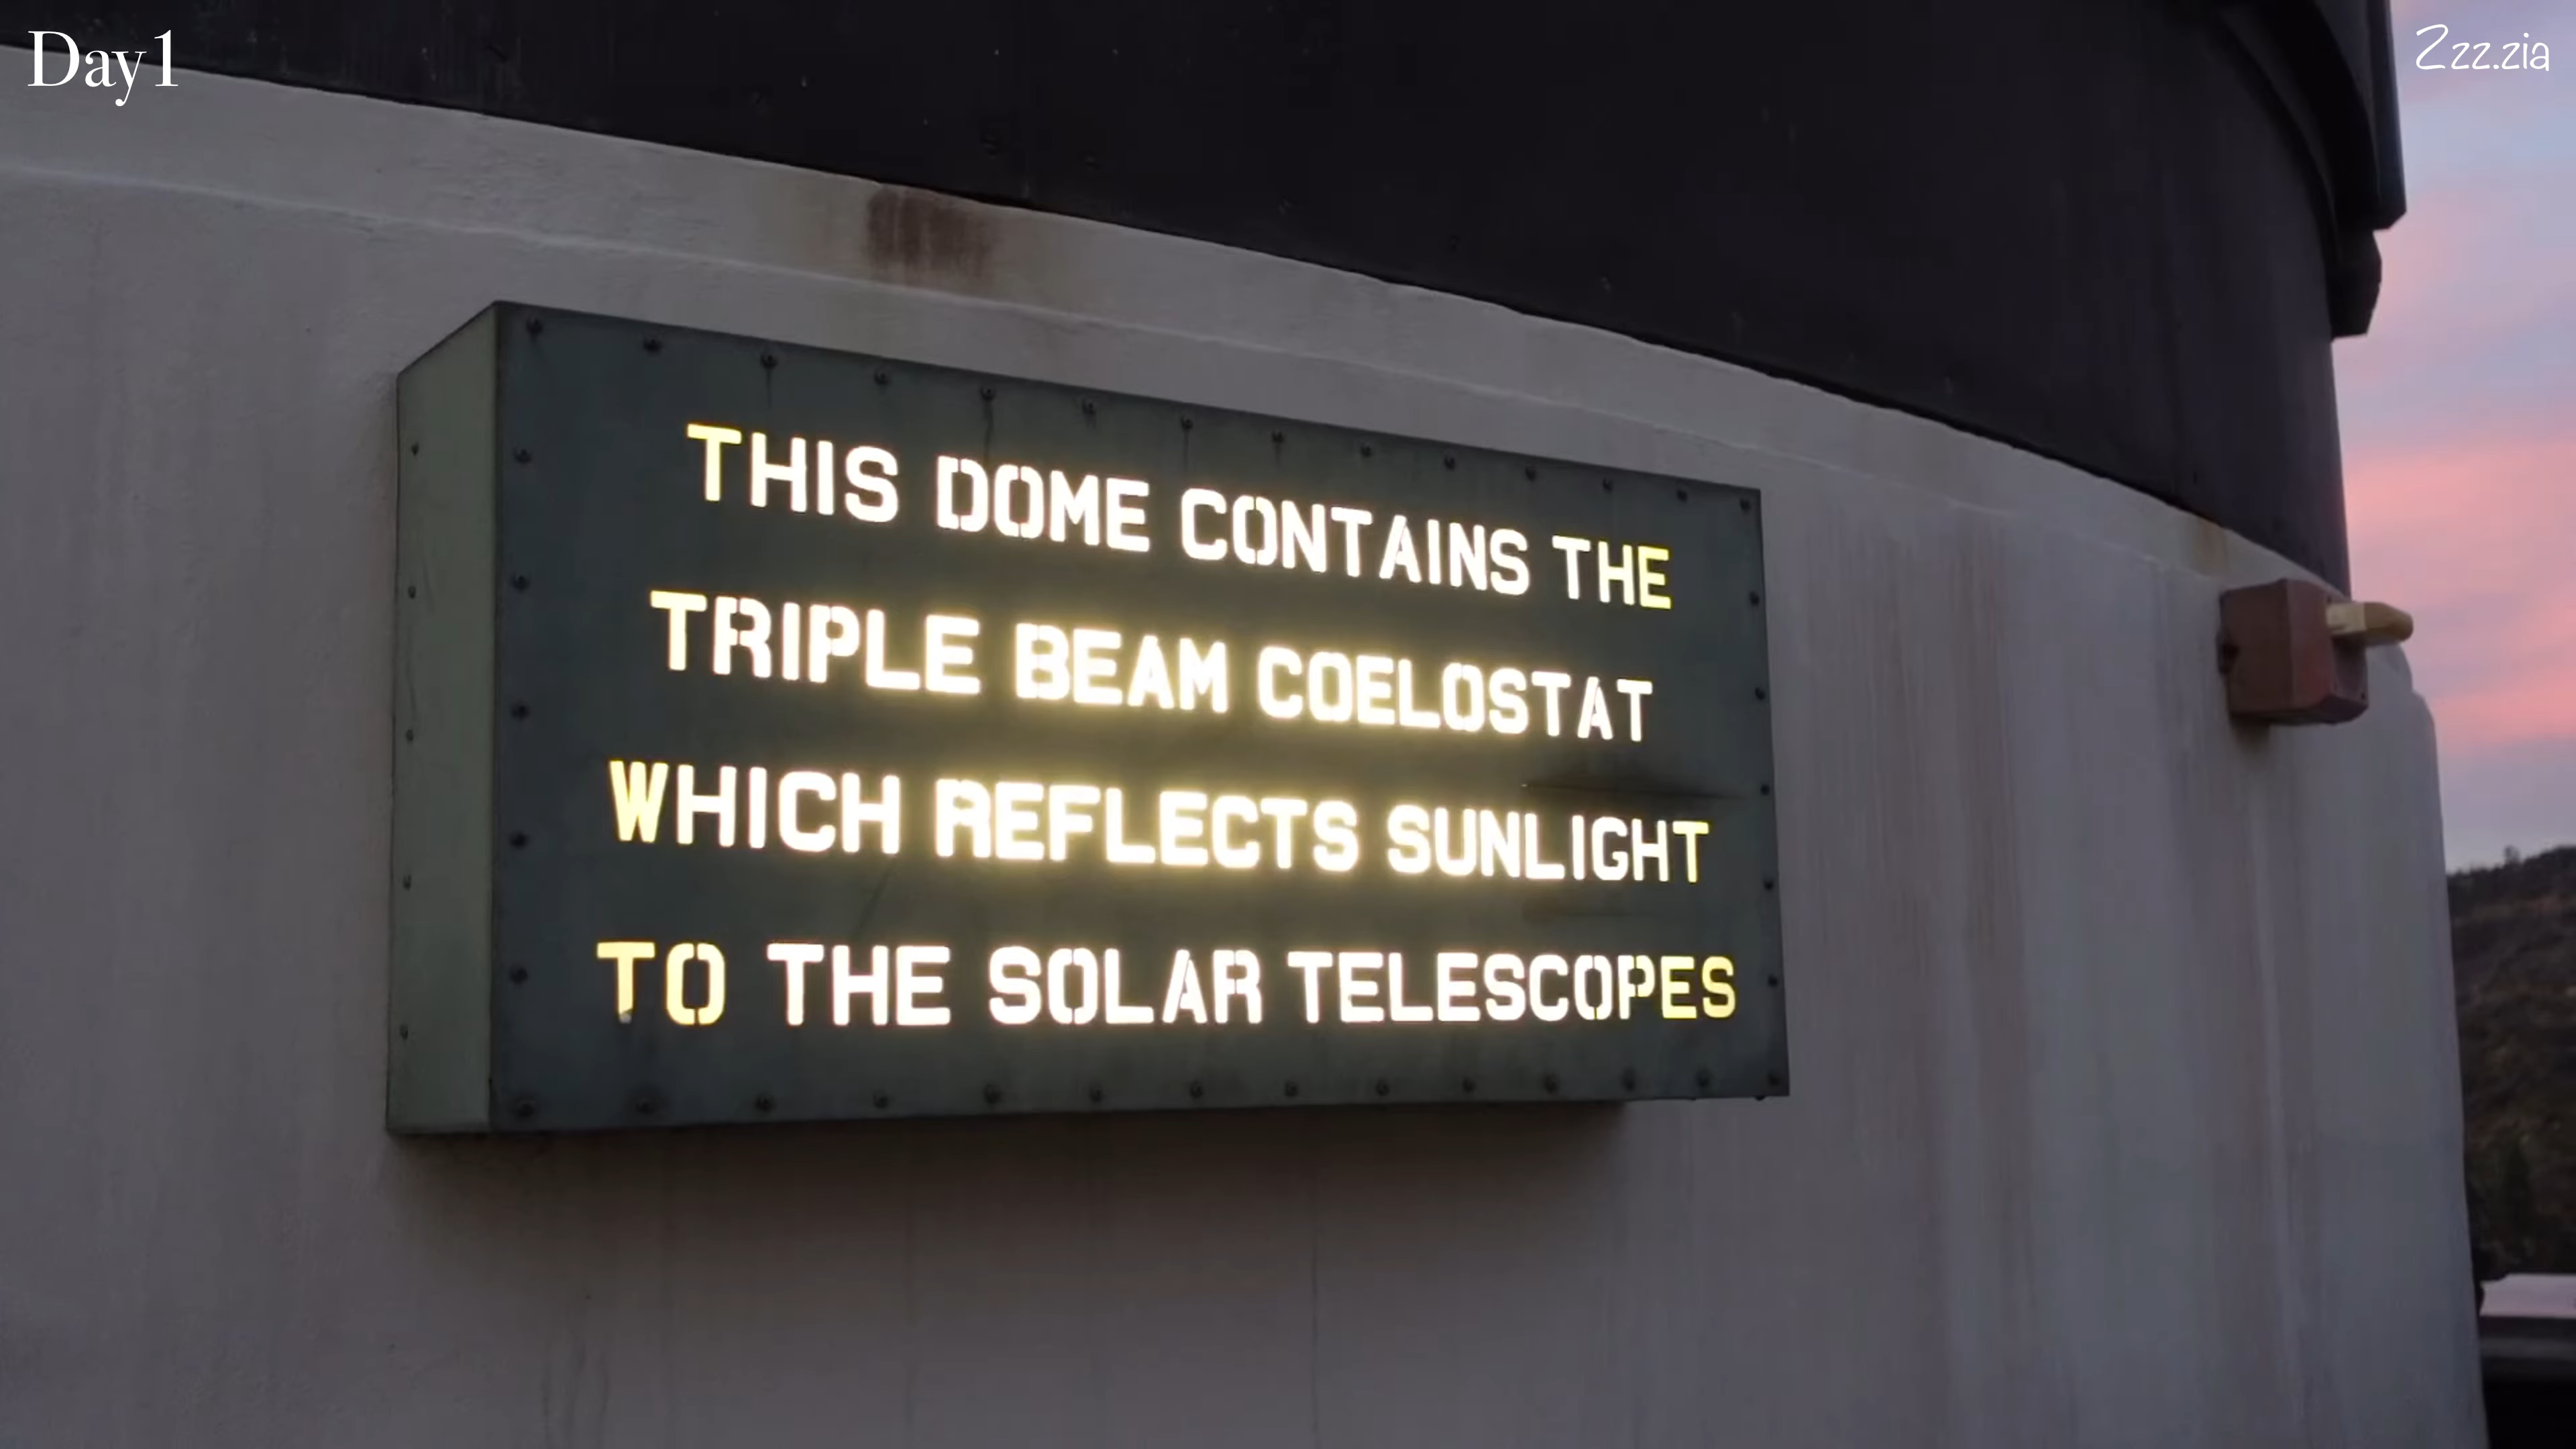 Day1
Zzz.zia
THIS DOME CONTAINS THE
TRIPLE BEAM COELOSTAT
WHICH REFLECTS SUNLIGHT
TO THE SOLAR TELESCOPES